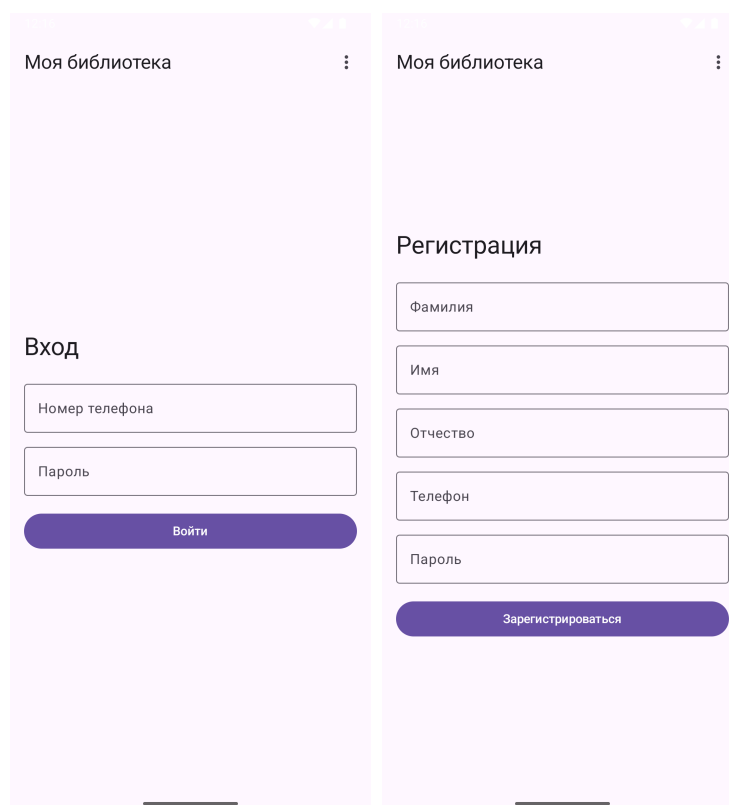 Моя библиотека
Вход
Номер телефона
Пароль
Войти
Моя библиотека
Регистрация
Фамилия
Имя
Отчество
Телефон
Пароль
Зарегистрироваться